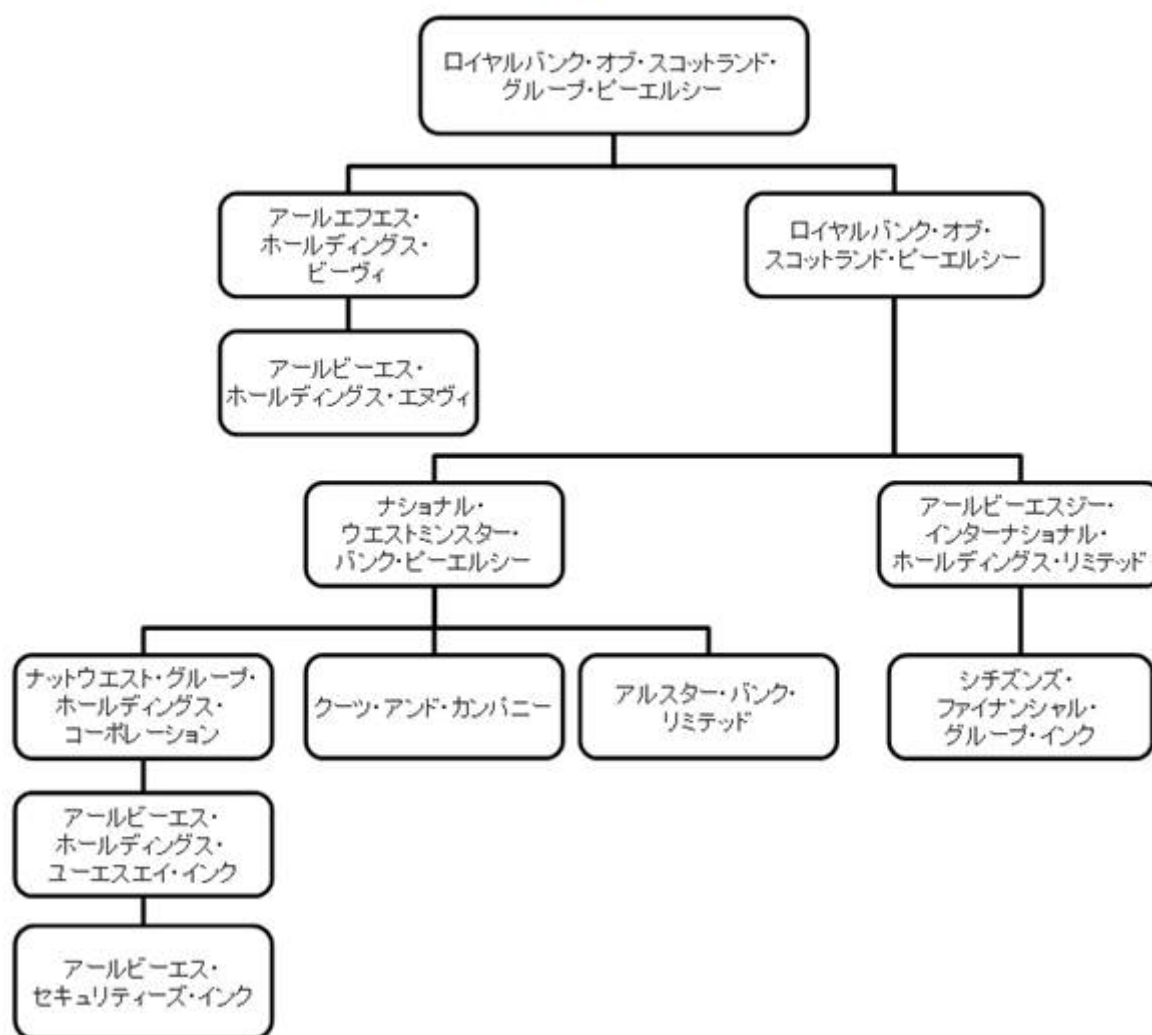 ロイヤルバンク・オブ・スコットランド・
グループ・ピーエルシー
アールエフエス・
ホールディングス・
ビーヴィ
ロイヤルバンク・オブ・
スコットランド・ピーエルシー
アールビーエス・
ホールディングス・エヌヴィ
ナショナル・
ウエストミンスター・
バンク・ピーエルシー
アールビーエスジー・
インターナショナル・
ホールディングス・リミテッド
ナットウエスト・グループ・
ホールディングス・
コーポレーション
クーツ・アンド・カンパニー
アルスター・バンク・
リミテッド
シチズンズ・
ファイナンシャル・
グループ・インク
アールビーエス・
ホールディングス・
ユーエスエイ・インク
アールビーエス・
セキュリティーズ・インク